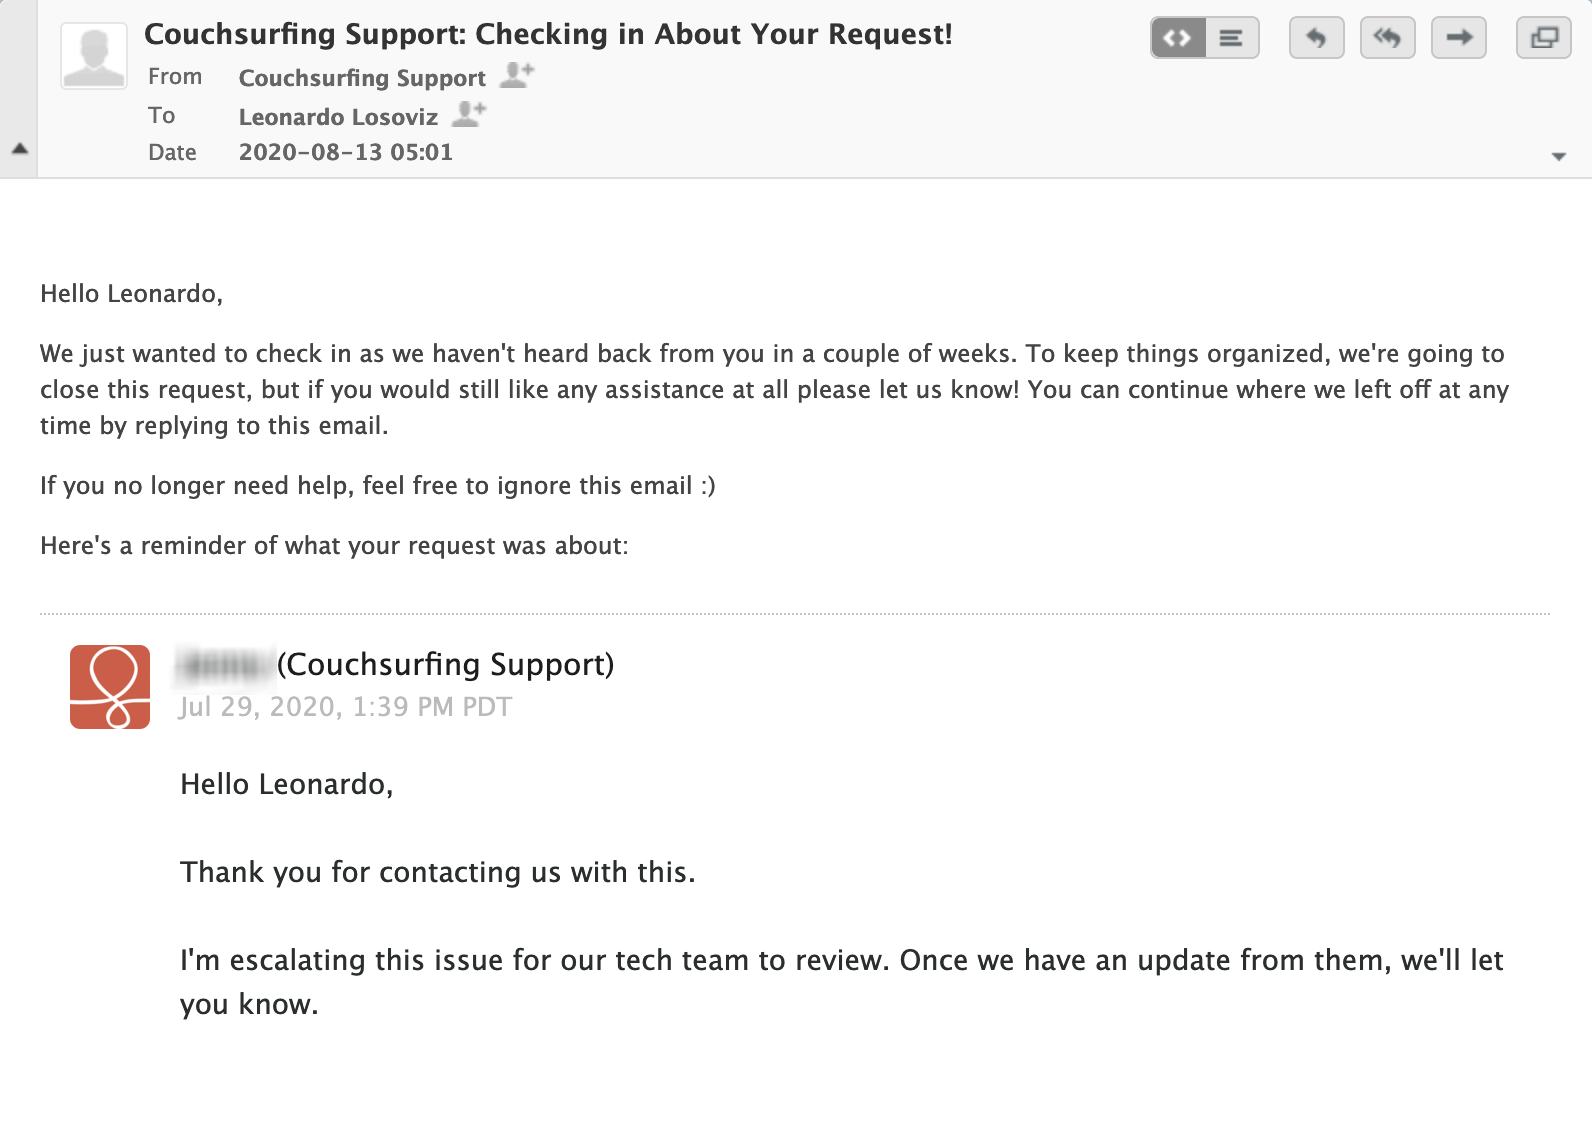 Couchsurfing Support: Checking in About Your Request!
From Couchsurfing Support
To Leonardo Losoviz
Date 2020-08-13 05:01
Hello Leonardo,
We just wanted to check in as we haven't heard back from you in a couple of weeks. To keep things organized, we're going to
close this request, but if you would still like any assistance at all please let us know! You can continue where we left off at any
time by replying to this email.
If you no longer need help, feel free to ignore this email :)
Here's a reminder of what your request was about:
(Couchsurfing Support)
Jul 29, 2020, 1:39 PM PDT
Hello Leonardo,
Thank you for contacting us with this.
I'm escalating this issue for our tech team to review. Once we have an update from them, we'll let
you know.